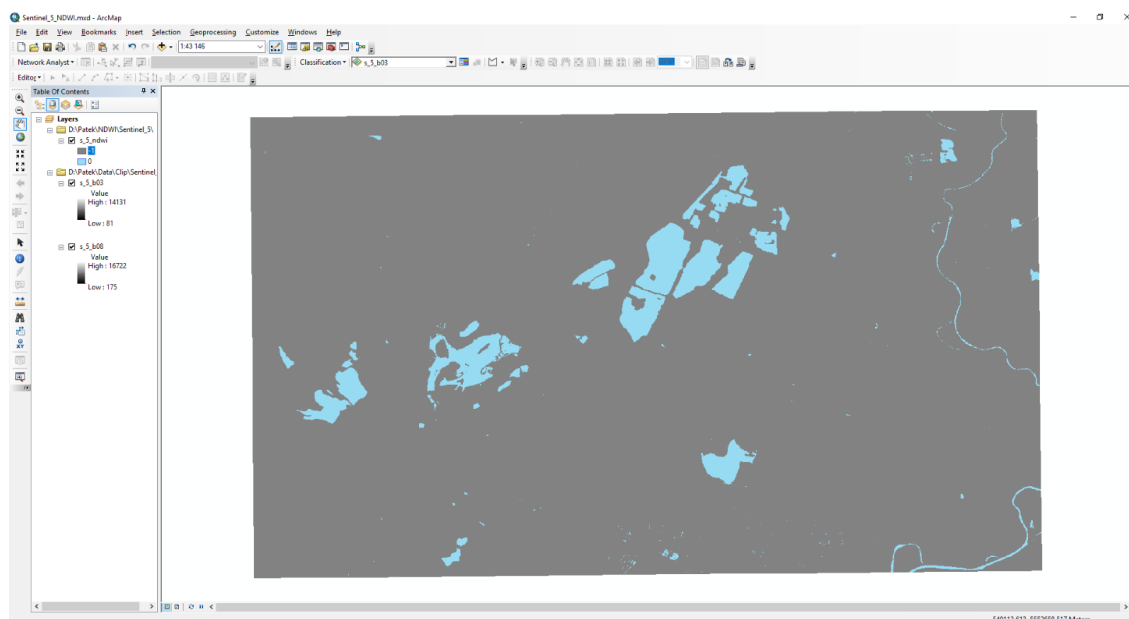 Sentinel_5_NDWI.mxd - ArcMap
File Edit View Bookmarks Insert Selection Geoprocessing Customize Windows Help
1:43 146
Network Analyst Classification s_5_b03
Editor
Table Of Contents
Layers
D:\Patek\NDWI\Sentinel_5\
s_5_ndwi
-1
0
D:\Patek\Data\Clip\Sentinel_
s_5_b03
Value
High : 14131
Low : 81
s_5_b08
Value
High : 16722
Low : 175